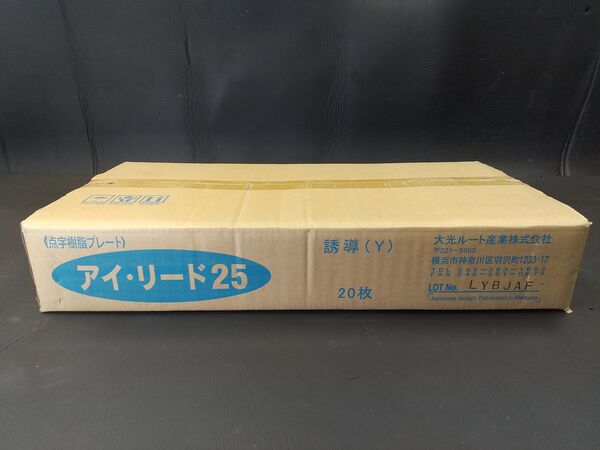 〈点字樹脂プレート〉
アイ・リード25
誘導(Y)
20枚
大光ルート産業株式会社
〒221-0863
横浜市神奈川区羽沢町1233-17
LOT No. LYBJAF
Japanese design, Fabricated in Malaysia